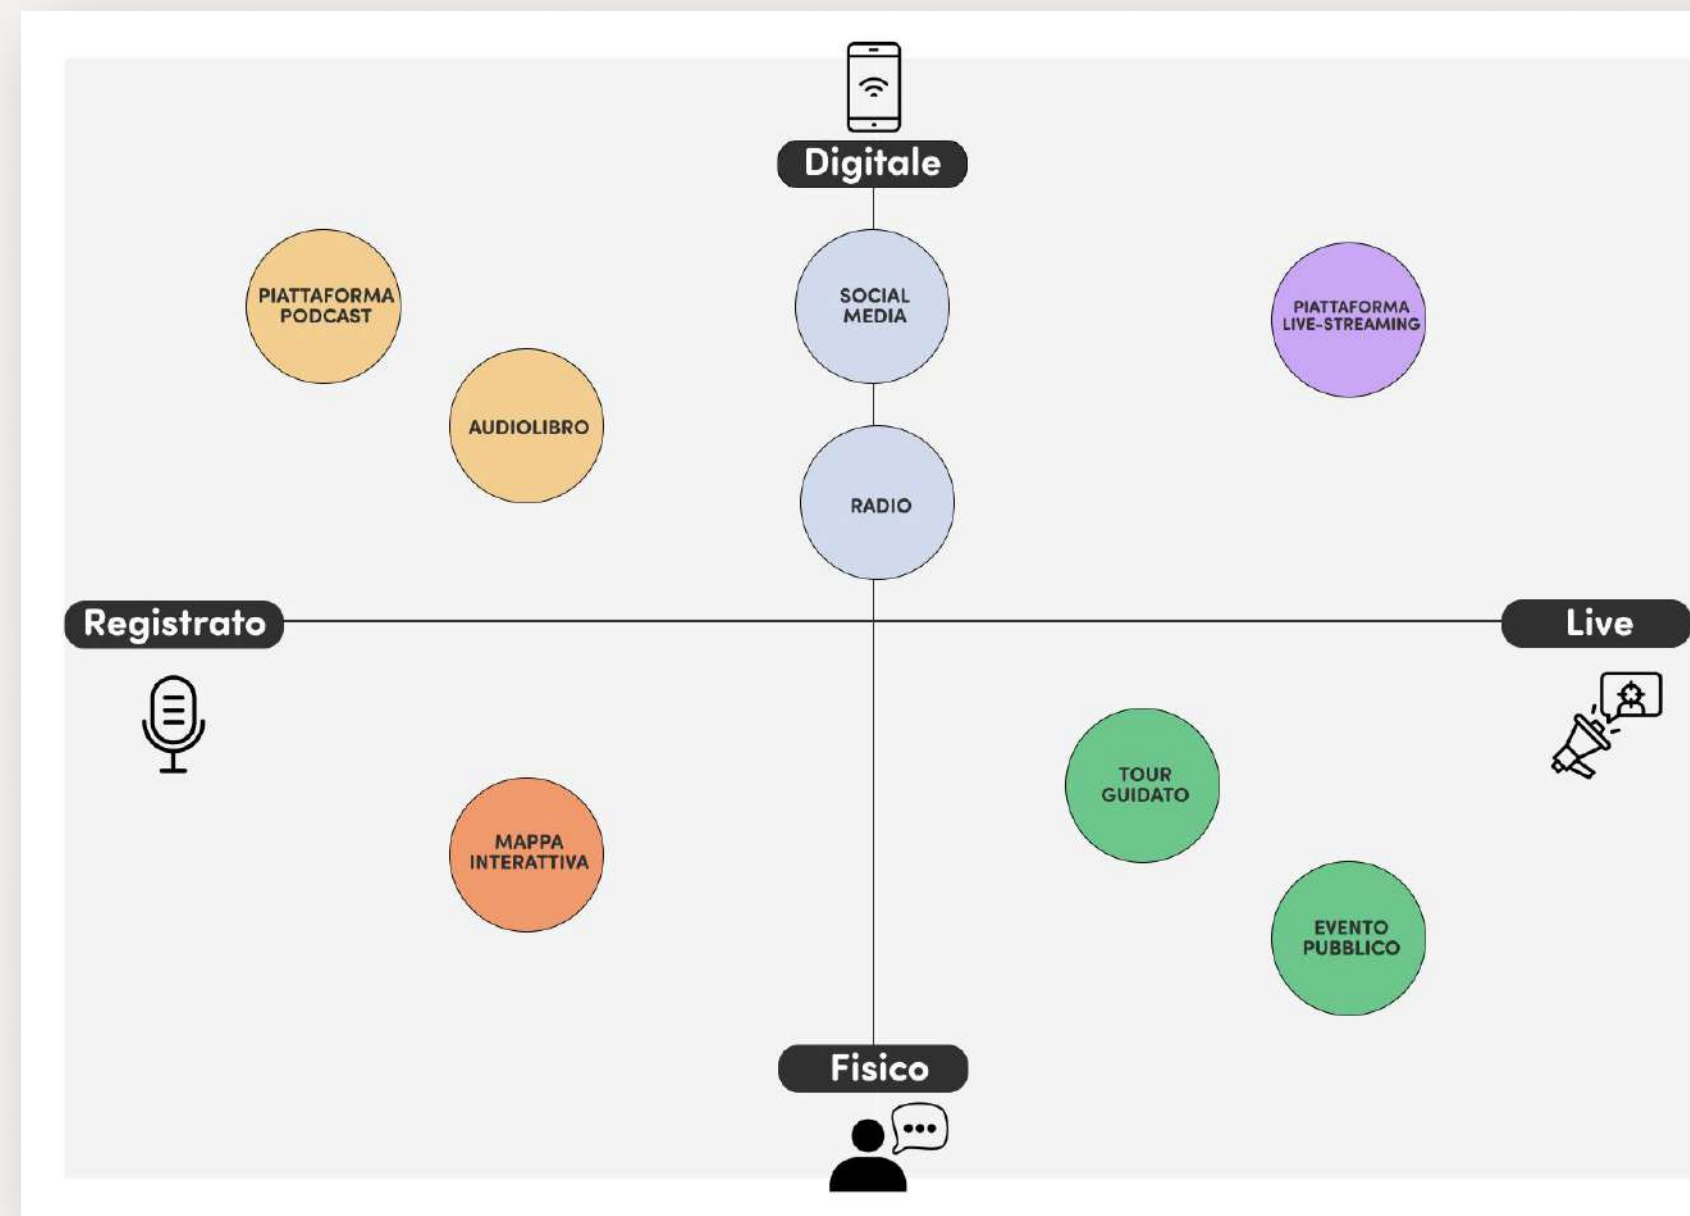 Digitale
PIATTAFORMA
PODCAST
SOCIAL
MEDIA
PIATTAFORMA
LIVE-STREAMING
AUDIOLIBRO
RADIO
Registrato
Live
TOUR
GUIDATO
MAPPA
INTERATTIVA
EVENTO
PUBBLICO
Fisico